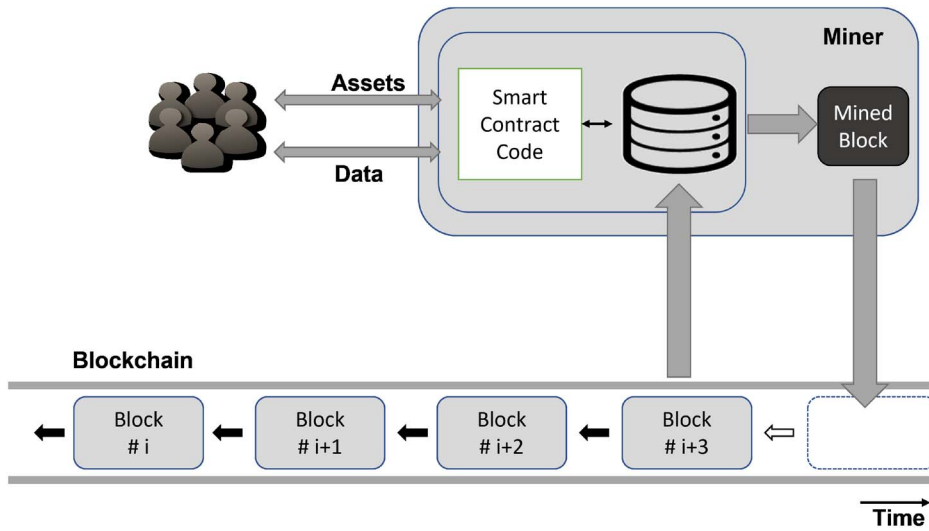 Miner
Assets
Smart
Contract
Code
Mined
Block
Data
Blockchain
Block
# i
Block
# i+1
Block
# i+2
Block
# i+3
Time